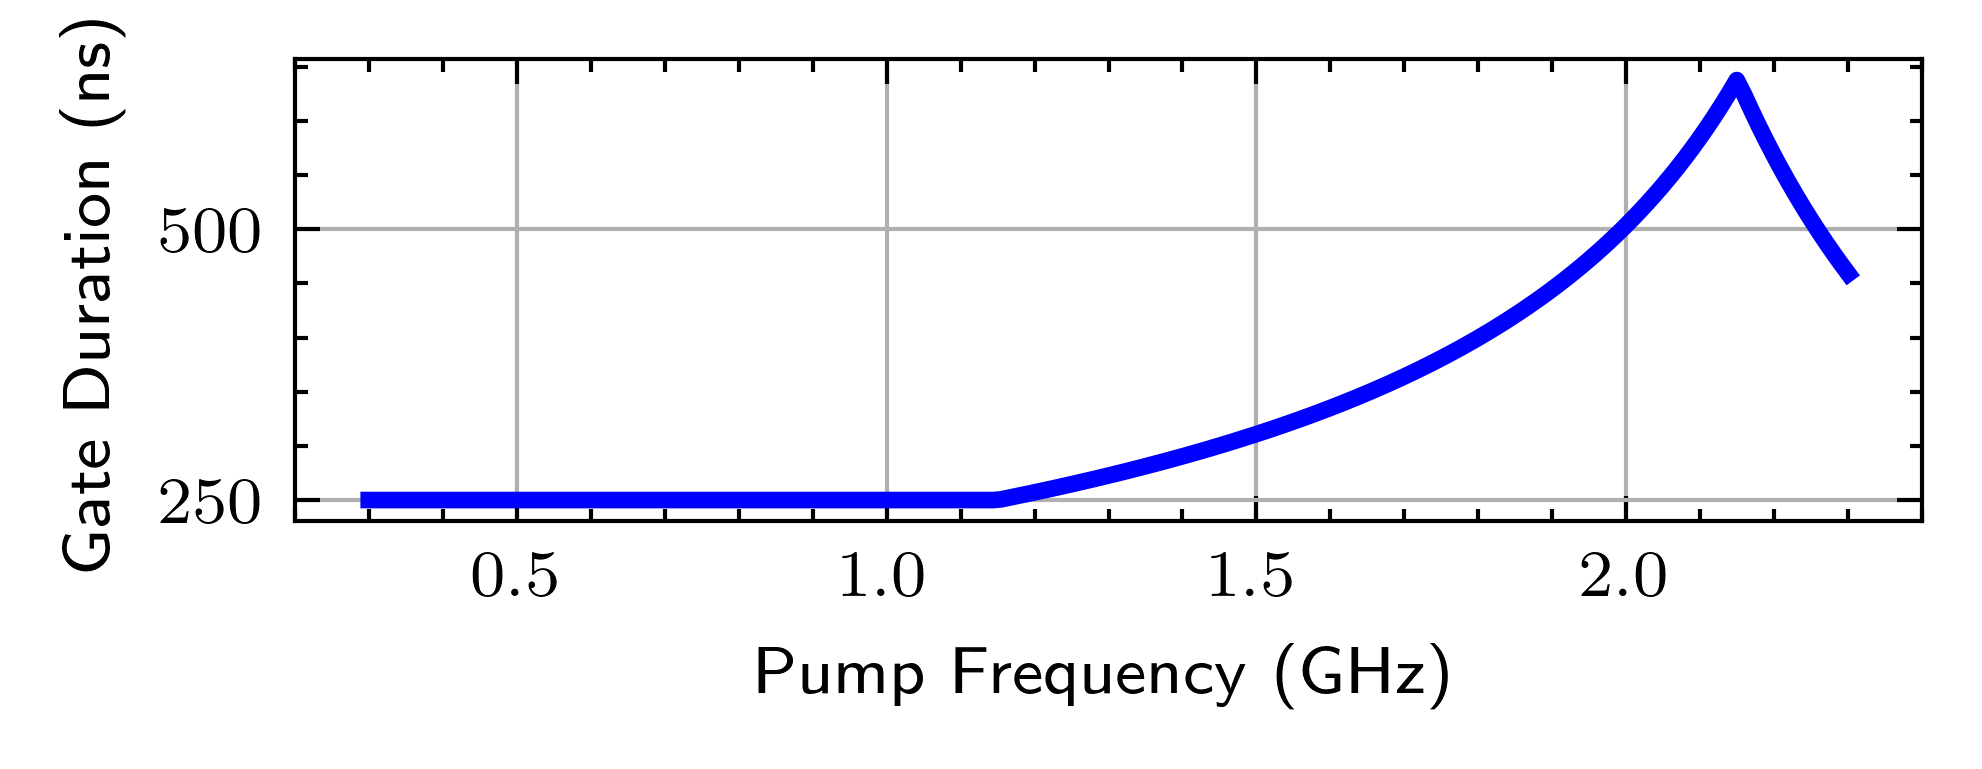 Gate Duration (ns)
500
250
0.5 1.0 1.5 2.0
Pump Frequency (GHz)